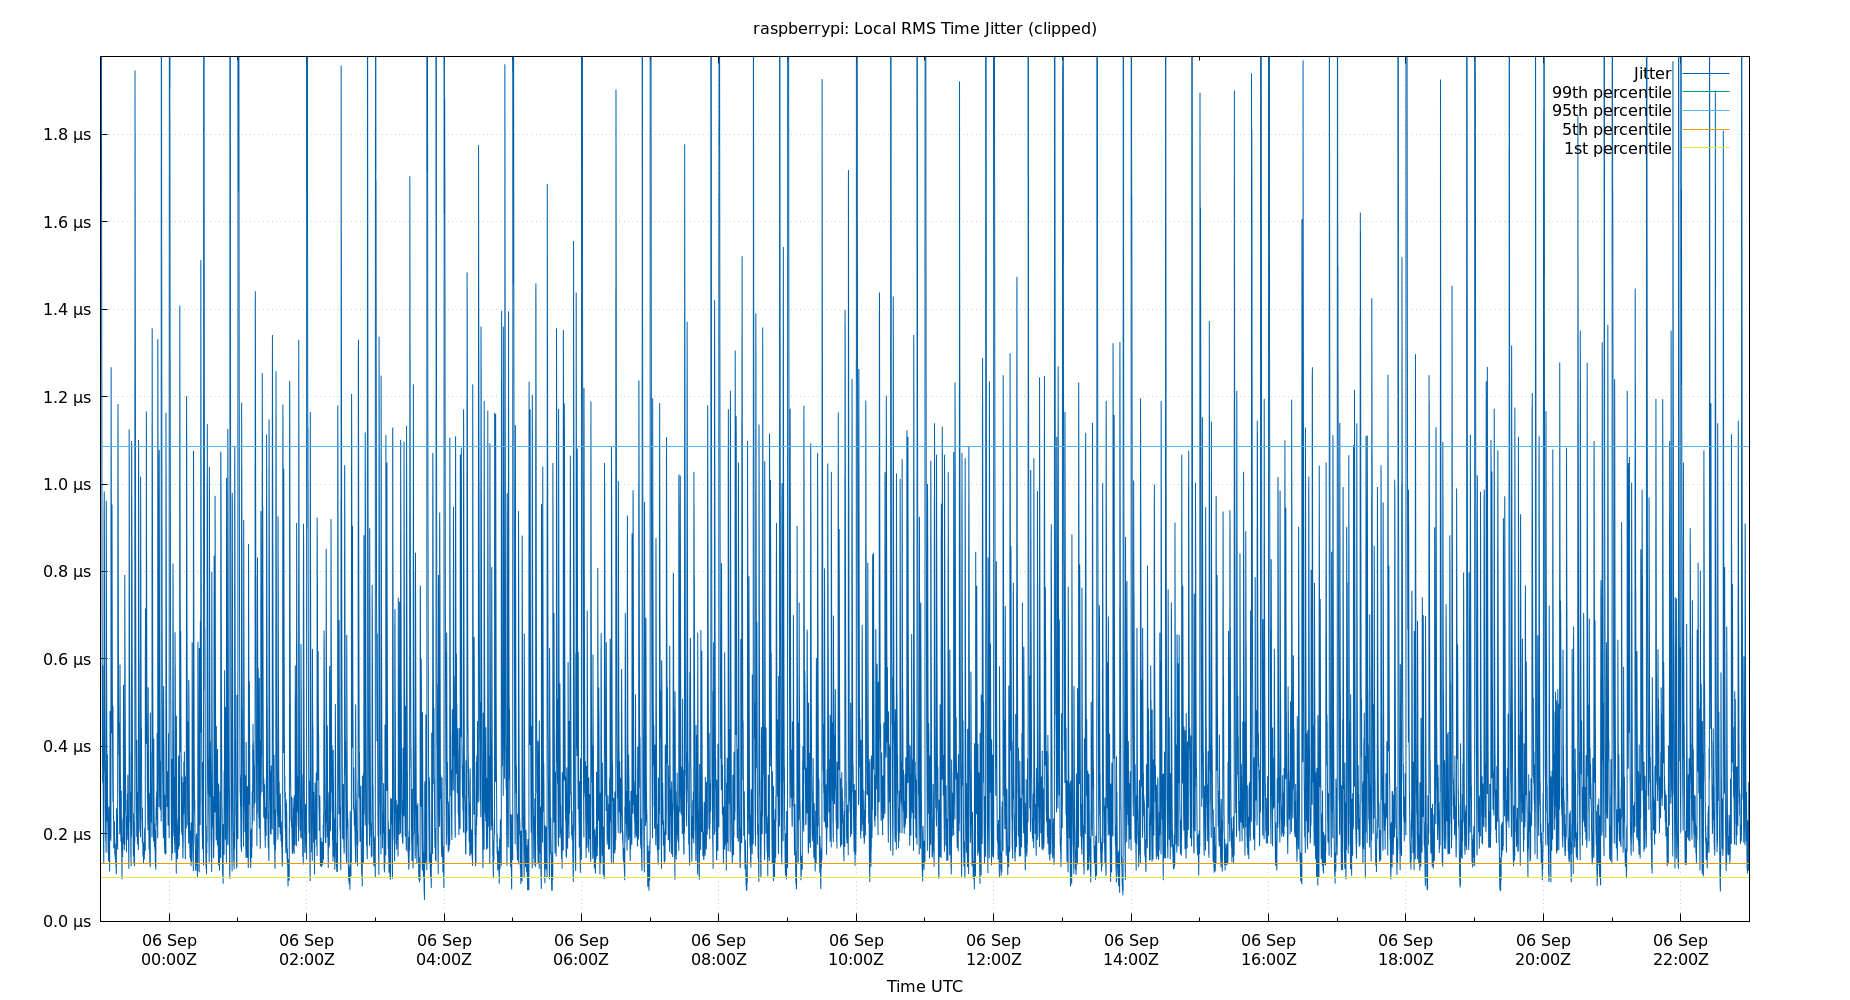 raspberrypi: Local RMS Time Jitter (clipped)
Jitter
99th percentile
95th percentile
5th percentile
1st percentile
1.8 µs
1.6 µs
1.4 µs
1.2 µs
1.0 µs
0.8 µs
0.6 µs
0.4 µs
0.2 µs
0.0 µs
06 Sep 06 Sep 06 Sep 06 Sep 06 Sep 06 Sep 06 Sep 06 Sep 06 Sep 06 Sep 06 Sep 06 Sep
00:00Z 02:00Z 04:00Z 06:00Z 08:00Z 10:00Z 12:00Z 14:00Z 16:00Z 18:00Z 20:00Z 22:00Z
Time UTC